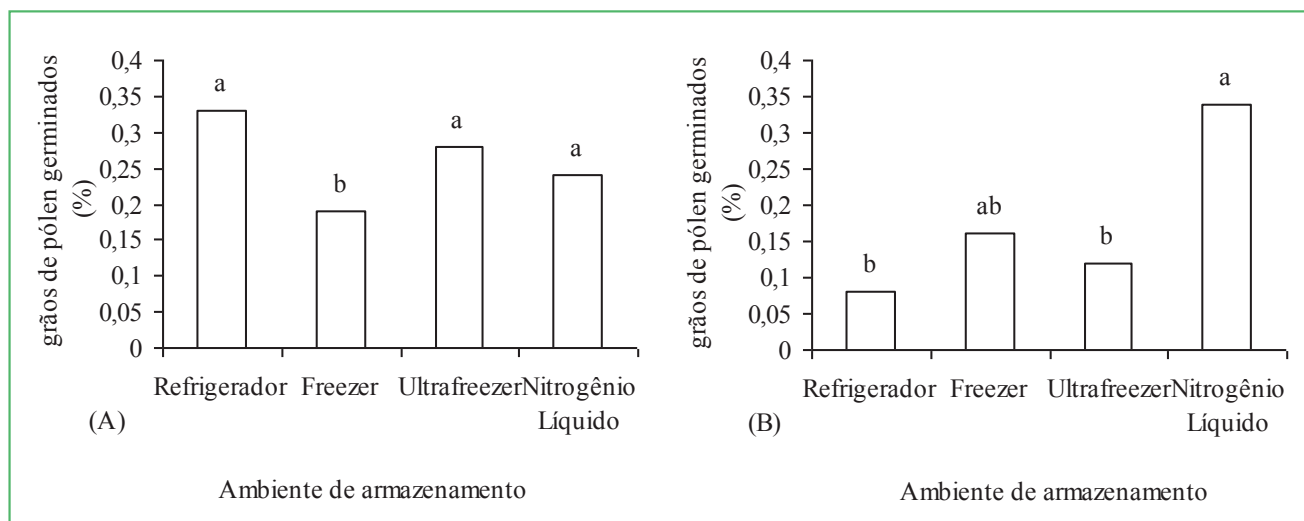 grãos de pólen germinados
(%)
0,4
0,35
0,3
0,25
0,2
0,15
0,1
0,05
0
a
b
a
a
Refrigerador
Freezer
Ultrafreezer
Nitrogênio
Líquido
(A)
Ambiente de armazenamento
grãos de pólen germinados
(%)
0,4
0,35
0,3
0,25
0,2
0,15
0,1
0,05
0
b
ab
b
a
Refrigerador
Freezer
Ultrafreezer
Nitrogênio
Líquido
(B)
Ambiente de armazenamento